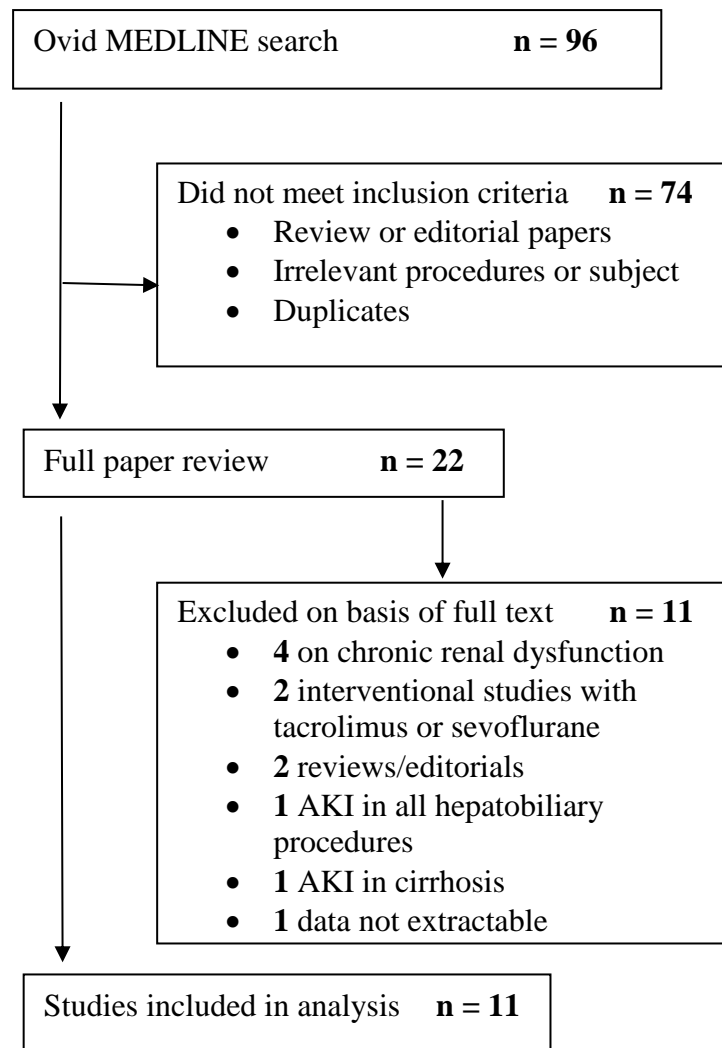 Ovid MEDLINE search n = 96
Did not meet inclusion criteria n = 74
• Review or editorial papers
• Irrelevant procedures or subject
• Duplicates
Full paper review n = 22
Excluded on basis of full text n = 11
• 4 on chronic renal dysfunction
• 2 interventional studies with
tacrolimus or sevoflurane
• 2 reviews/editorials
• 1 AKI in all hepatobiliary
procedures
• 1 AKI in cirrhosis
• 1 data not extractable
Studies included in analysis n = 11